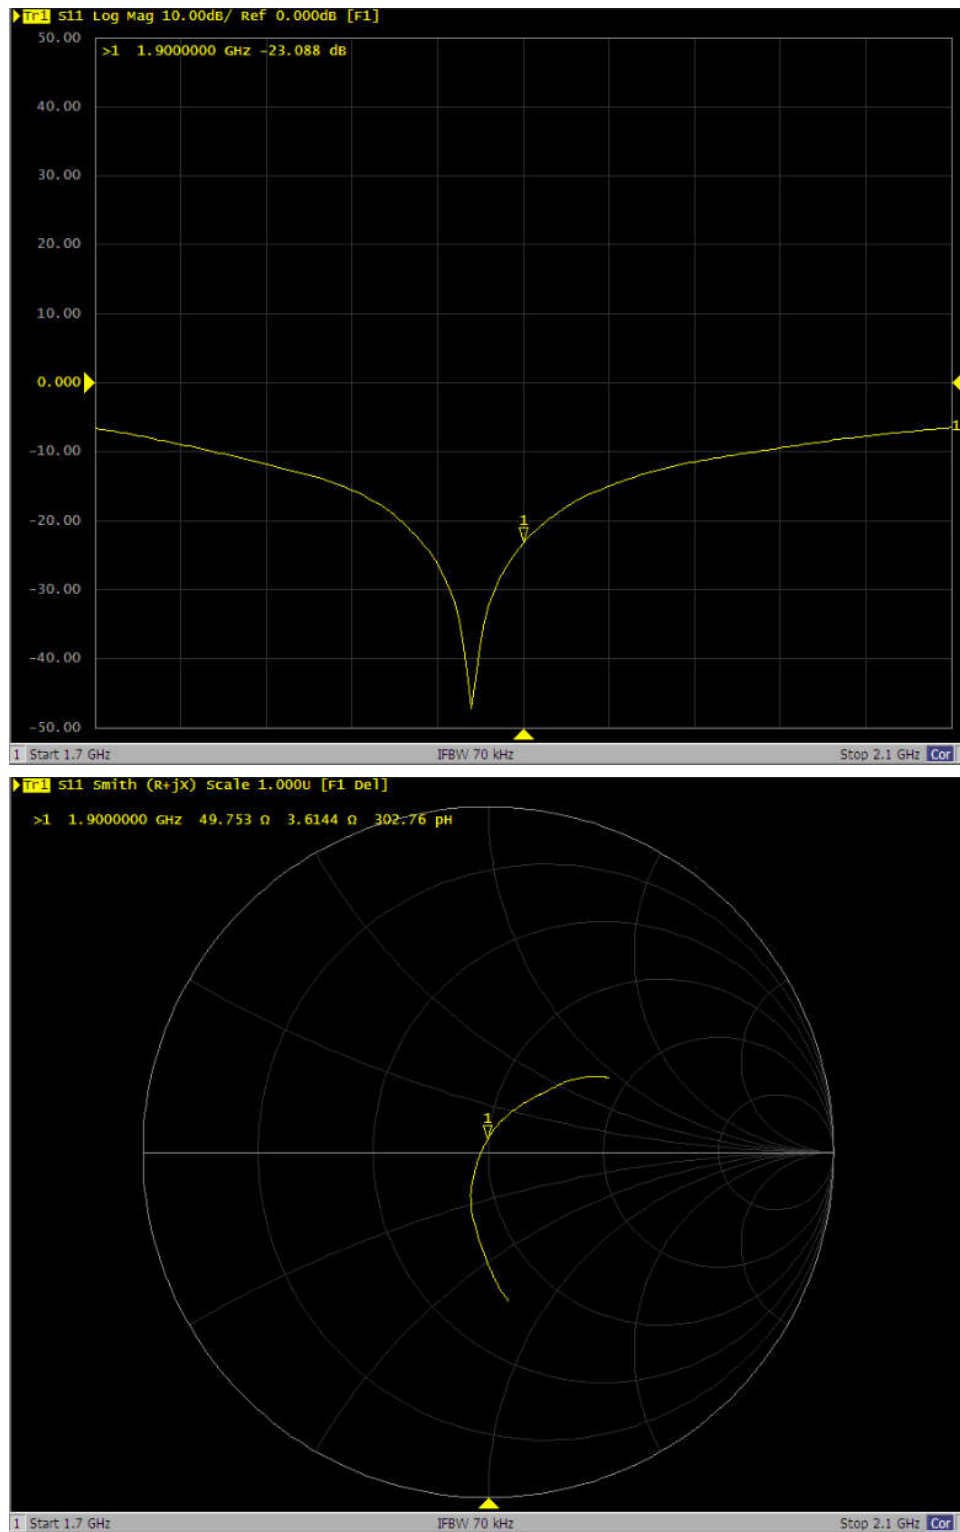 Tr1 S11 Log Mag 10.00dB/ Ref 0.000dB [F1]
50.00
>1 1.9000000 GHz -23.088 dB
40.00
30.00
20.00
10.00
0.000
1
-10.00
-20.00
1
-30.00
-40.00
-50.00
1 Start 1.7 GHz IFBW 70 kHz Stop 2.1 GHz Cor
Tr1 S11 Smith (R+jX) Scale 1.000U [F1 Del]
>1 1.9000000 GHz 49.753 Ω 3.6144 Ω 302.76 pH
1
1 Start 1.7 GHz IFBW 70 kHz Stop 2.1 GHz Cor